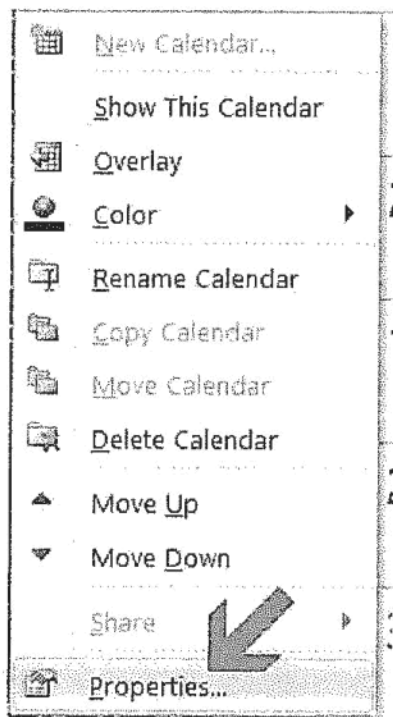 New Calendar...
Show This Calendar
Overlay
Color
Rename Calendar
Copy Calendar
Move Calendar
Delete Calendar
Move Up
Move Down
Share
Properties...